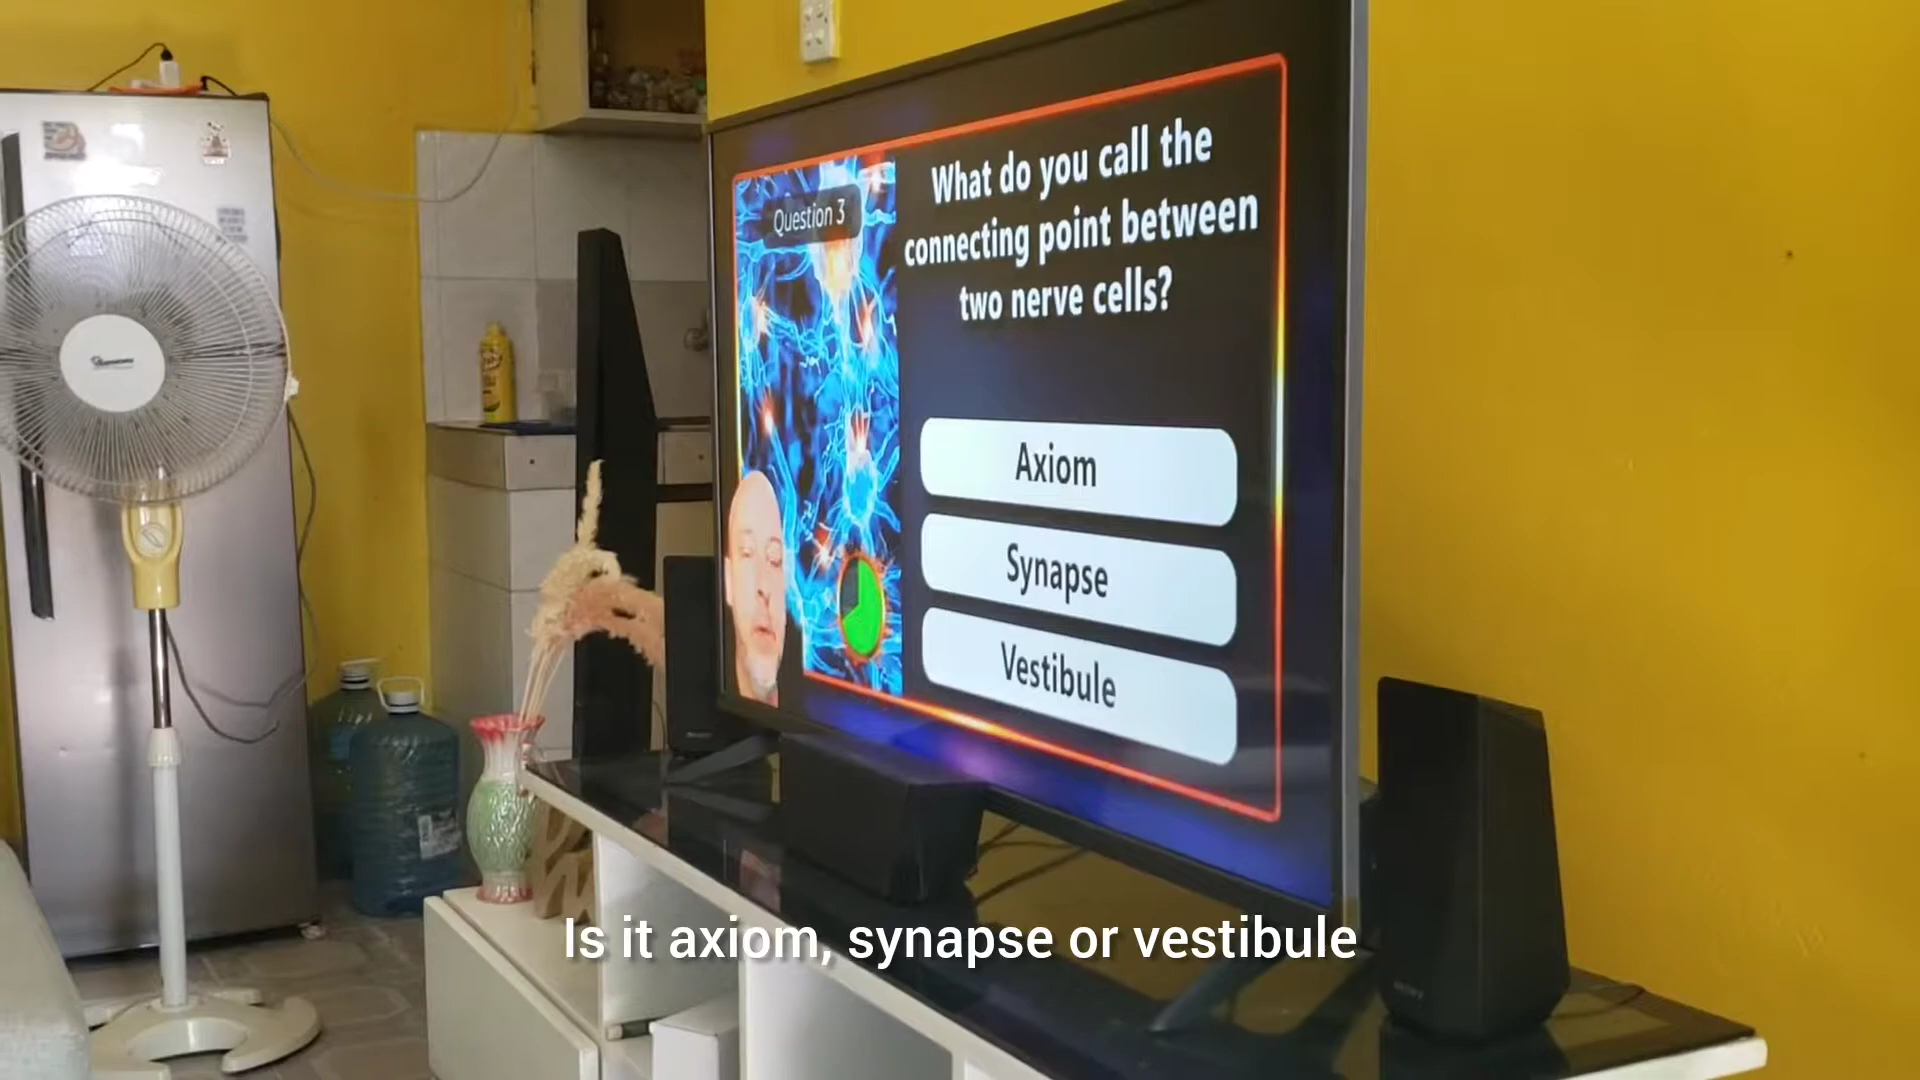 Question 3
What do you call the
connecting point between
two nerve cells?
Axiom
Synapse
Vestibule
Is it axiom, synapse or vestibule